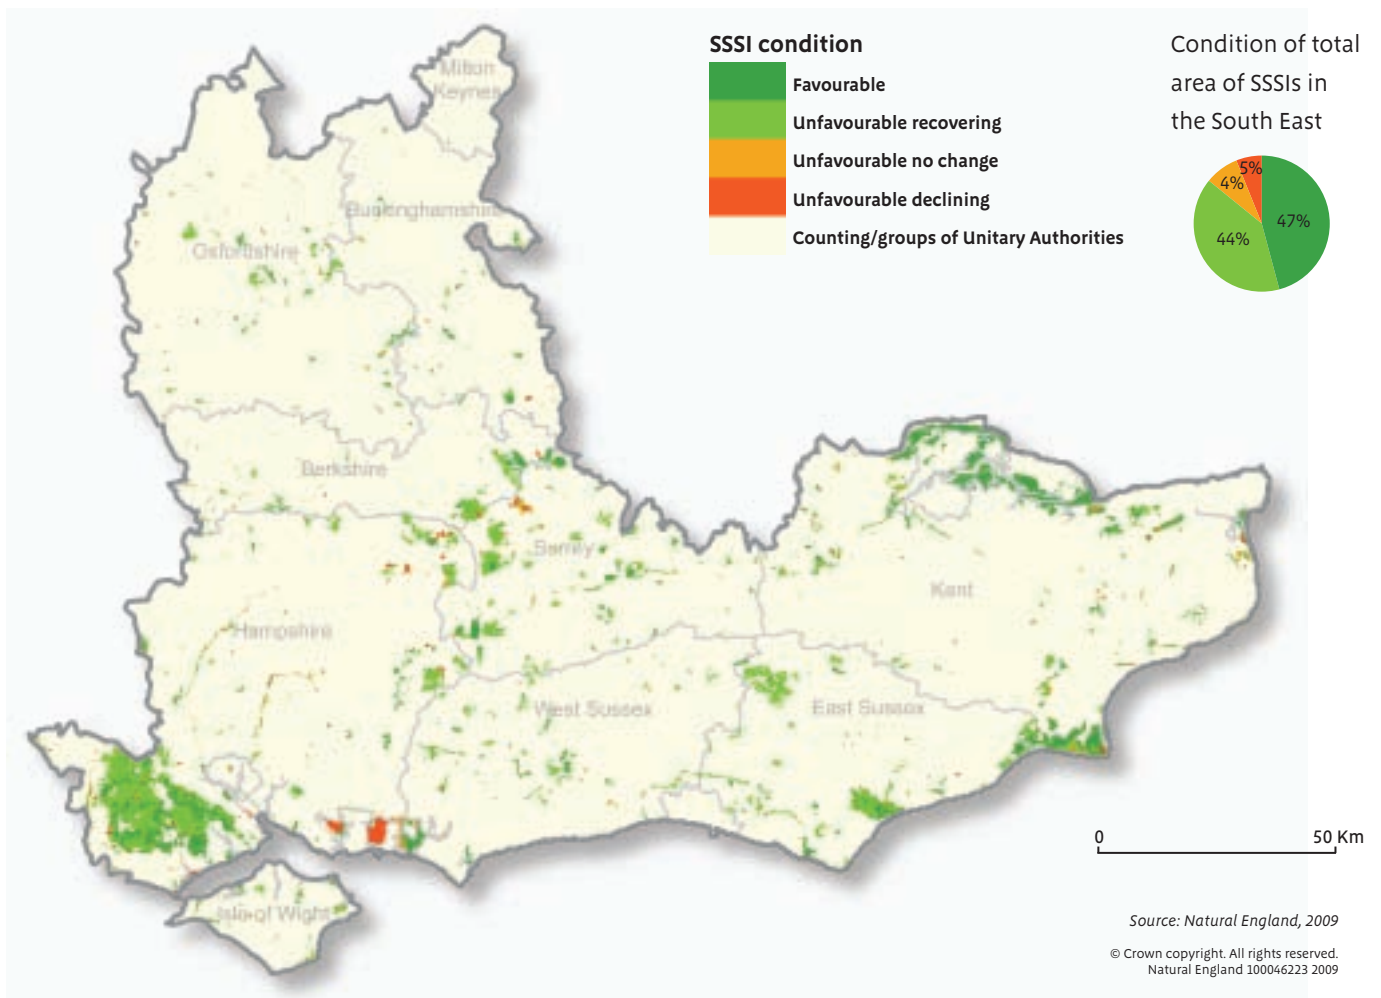 SSSI condition
Favourable
Unfavourable recovering
Unfavourable no change
Unfavourable declining
Counting/groups of Unitary Authorities
Condition of total
area of SSSIs in
the South East
5%
4%
47%
44%
Milton
Keynes
Buckinghamshire
Oxfordshire
Berkshire
Surrey
Kent
Hampshire
West Sussex
East Sussex
Isle of Wight
0 50 Km
Source: Natural England, 2009
© Crown copyright. All rights reserved.
Natural England 100046223 2009